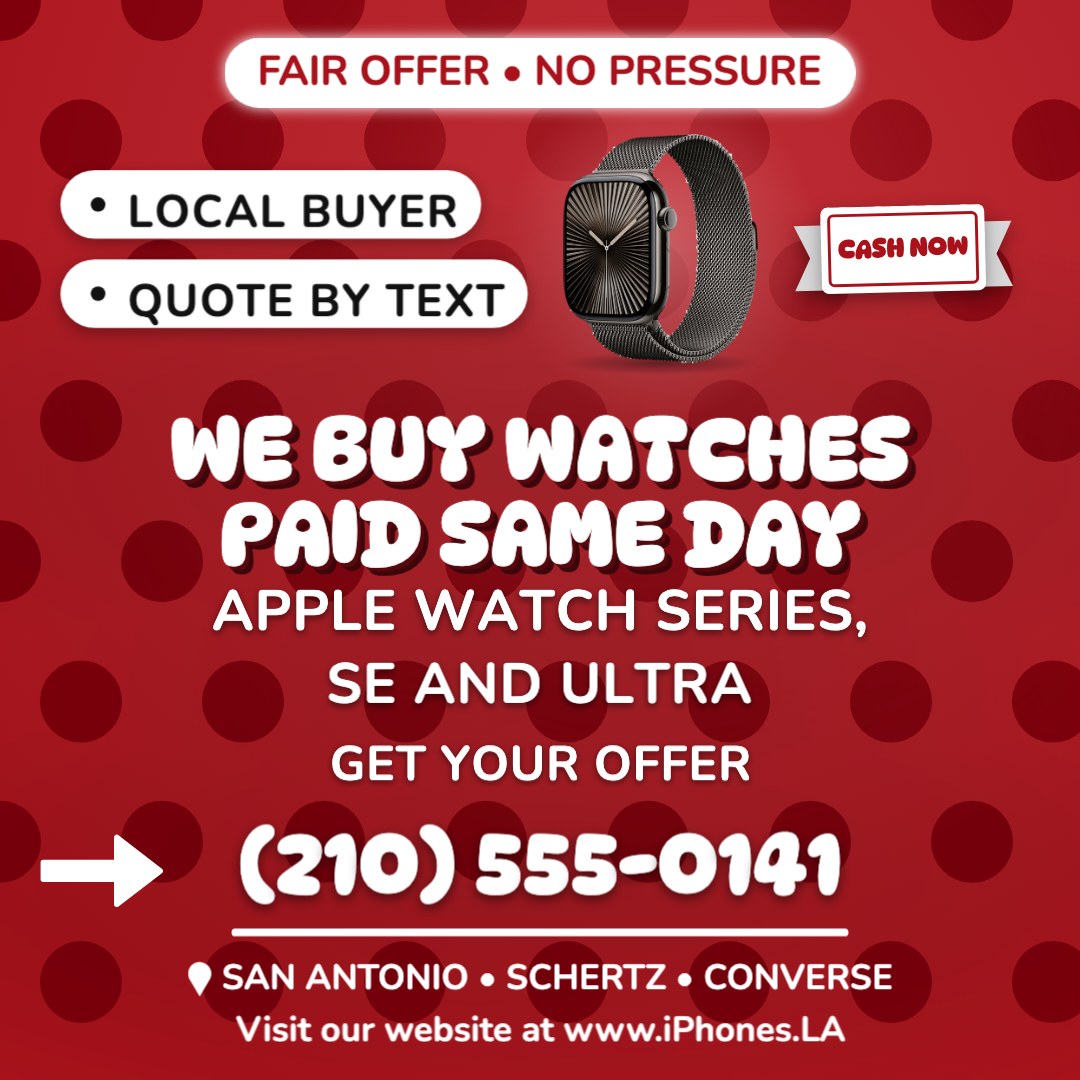 FAIR OFFER • NO PRESSURE
• LOCAL BUYER
• QUOTE BY TEXT
CASH NOW
WE BUY WATCHES
PAID SAME DAY
APPLE WATCH SERIES,
SE AND ULTRA
GET YOUR OFFER
(210) 555-0141
SAN ANTONIO • SCHERTZ • CONVERSE
Visit our website at www.iPhones.LA